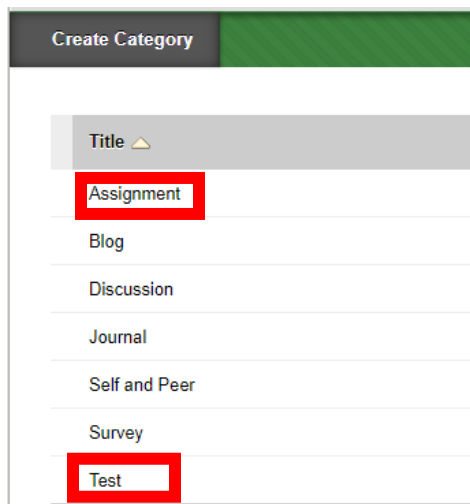 Create Category
Title
Assignment
Blog
Discussion
Journal
Self and Peer
Survey
Test